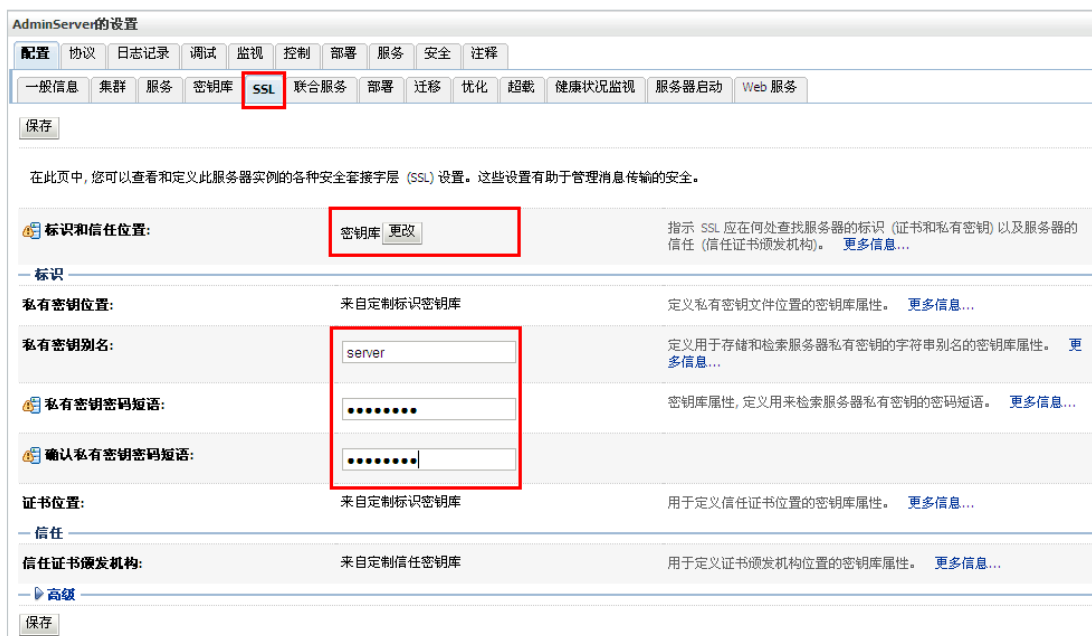 AdminServer的设置
配置 协议 日志记录 调试 监视 控制 部署 服务 安全 注释
一般信息 集群 服务 密钥库 SSL 联合服务 部署 迁移 优化 超载 健康状况监视 服务器启动 Web 服务
保存
在此页中, 您可以查看和定义此服务器实例的各种安全套接字层 (SSL) 设置。这些设置有助于管理消息传输的安全。
标识和信任位置: 密钥库 更改 指示 SSL 应在何处查找服务器的标识 (证书和私有密钥) 以及服务器的
信任 (信任证书颁发机构)。 更多信息...
标识
私有密钥位置: 来自定制标识密钥库 定义私有密钥文件位置的密钥库属性。 更多信息...
私有密钥别名: server 定义用于存储和检索服务器私有密钥的字符串别名的密钥库属性。 更
多信息...
私有密钥密码短语: ●●●●●●●● 密钥库属性, 定义用来检索服务器私有密钥的密码短语。 更多信息...
确认私有密钥密码短语: ●●●●●●●●
证书位置: 来自定制标识密钥库 用于定义信任证书位置的密钥库属性。 更多信息...
信任
信任证书颁发机构: 来自定制信任密钥库 用于定义证书颁发机构位置的密钥库属性。 更多信息...
高级
保存